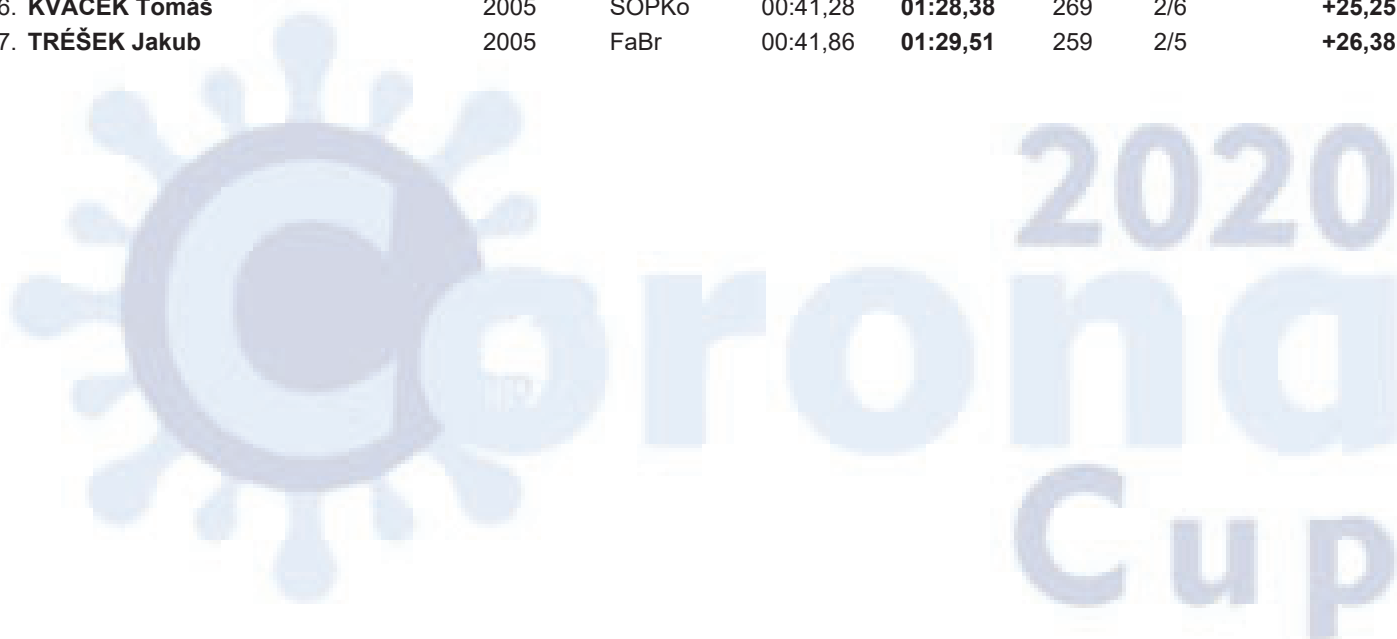 6. KVAČEK Tomáš 2005 SOPKo 00:41,28 01:28,38 269 2/6 +25,25
7. TRÉŠEK Jakub 2005 FaBr 00:41,86 01:29,51 259 2/5 +26,38
2020
Corona
Cup